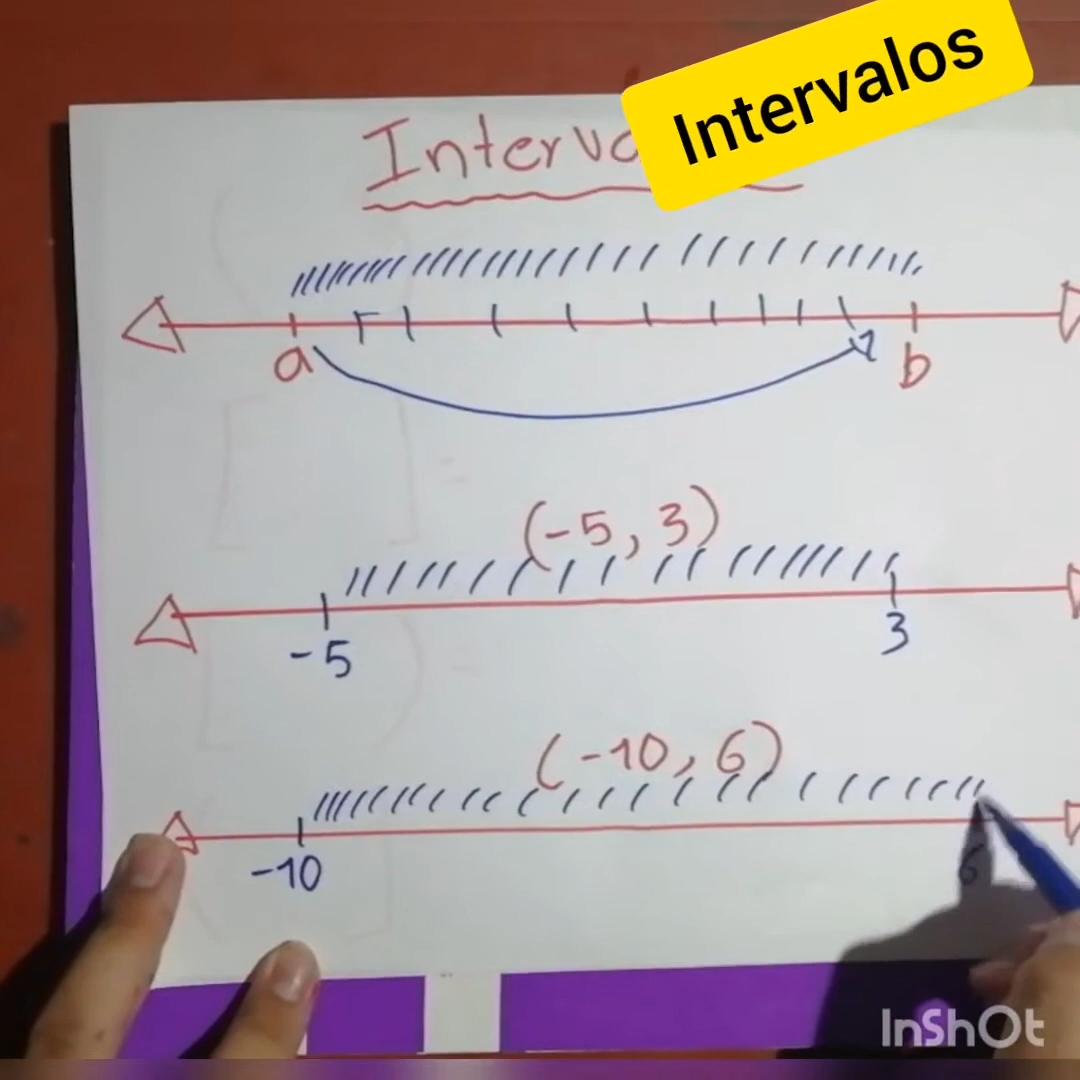 Intervalos
a b
(-5, 3)
-5 3
(-10, 6)
-10 6
InShOt